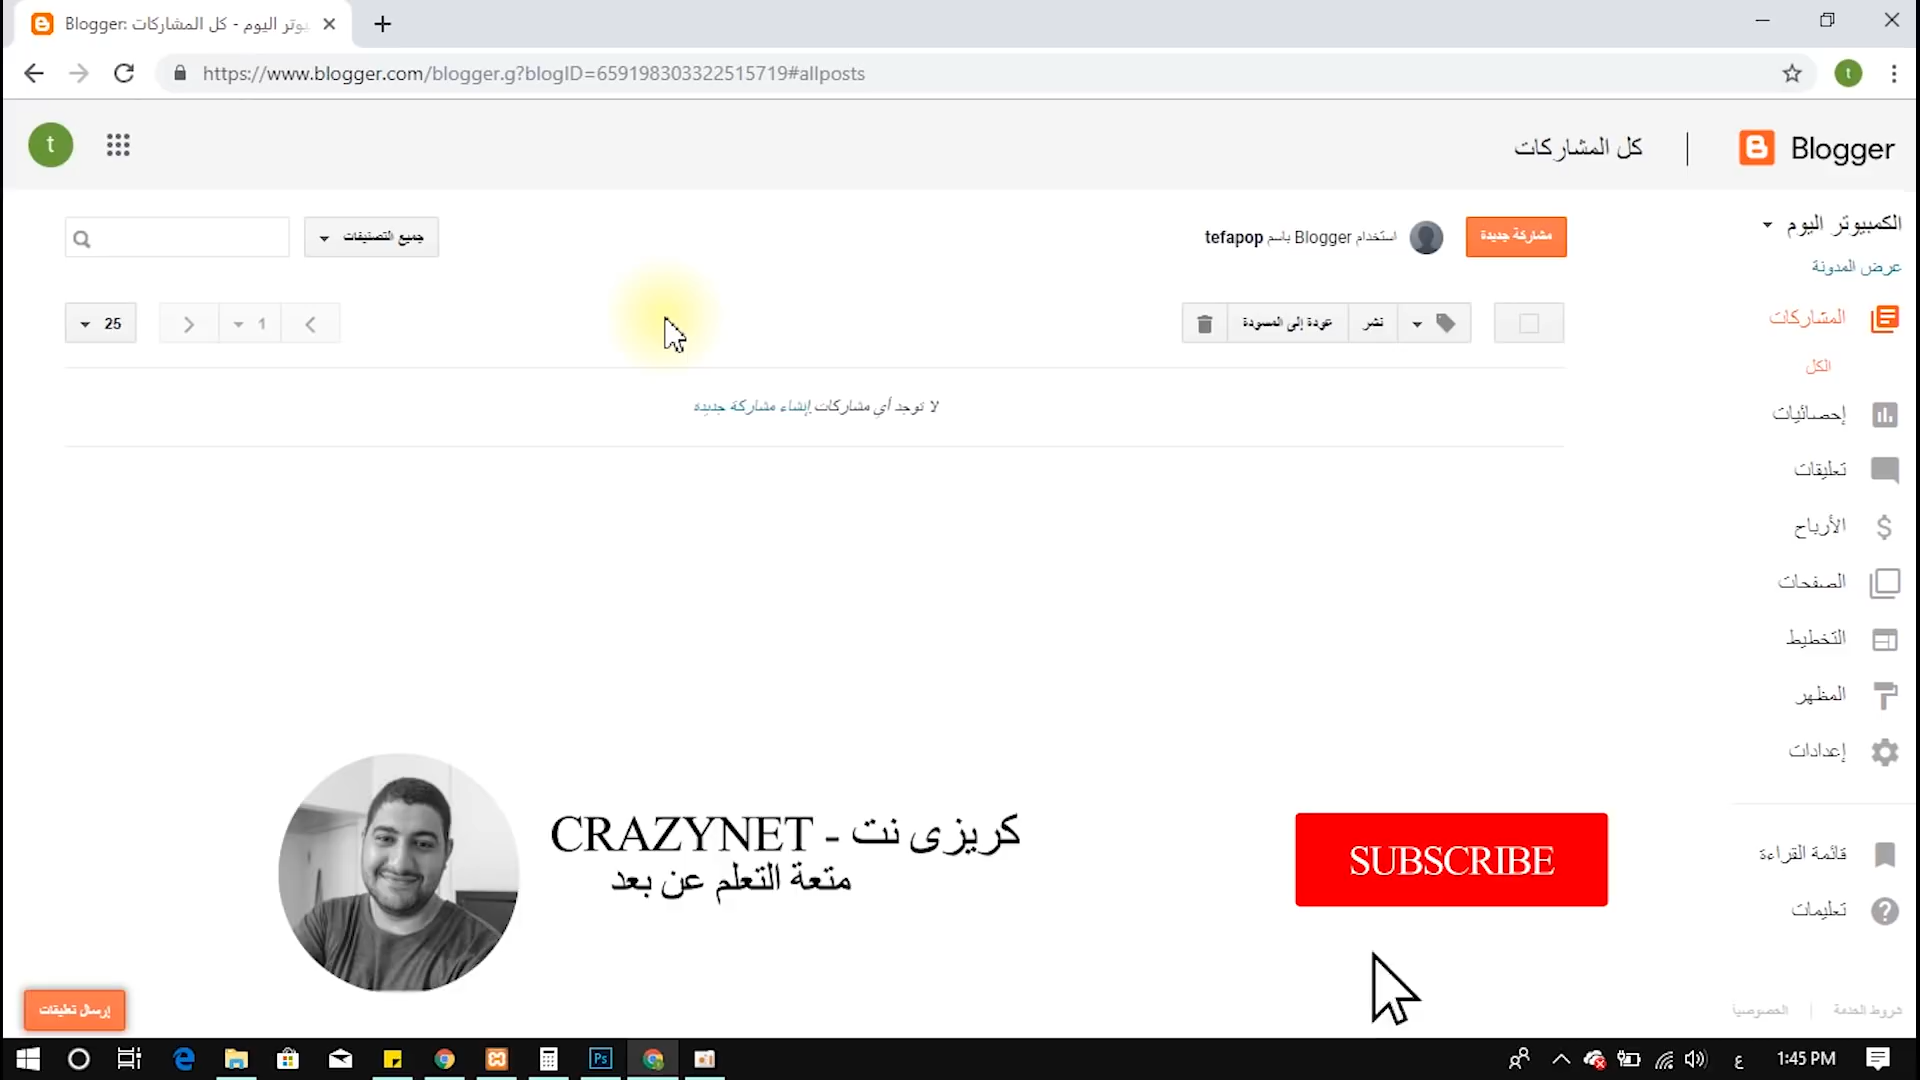 Blogger: يوتر اليوم - كل المشاركات
https://www.blogger.com/blogger.g?blogID=659198303322515719#allposts
t
t
كل المشاركات
Blogger
الكمبيوتر اليوم
عرض المدونة
مشاركة جديدة
استخدام Blogger باسم tefapop
جميع التصنيفات
نشر
عودة إلى المسودة
1
25
لا توجد أي مشاركات إنشاء مشاركة جديدة
المشاركات
الكل
إحصائيات
تعليقات
الأرباح
الصفحات
التخطيط
المظهر
إعدادات
قائمة القراءة
تعليمات
CRAZYNET - كريزى نت
متعة التعلم عن بعد
SUBSCRIBE
شروط الخدمة
الخصوصية
إرسال تعليقات
Ps
ع
1:45 PM